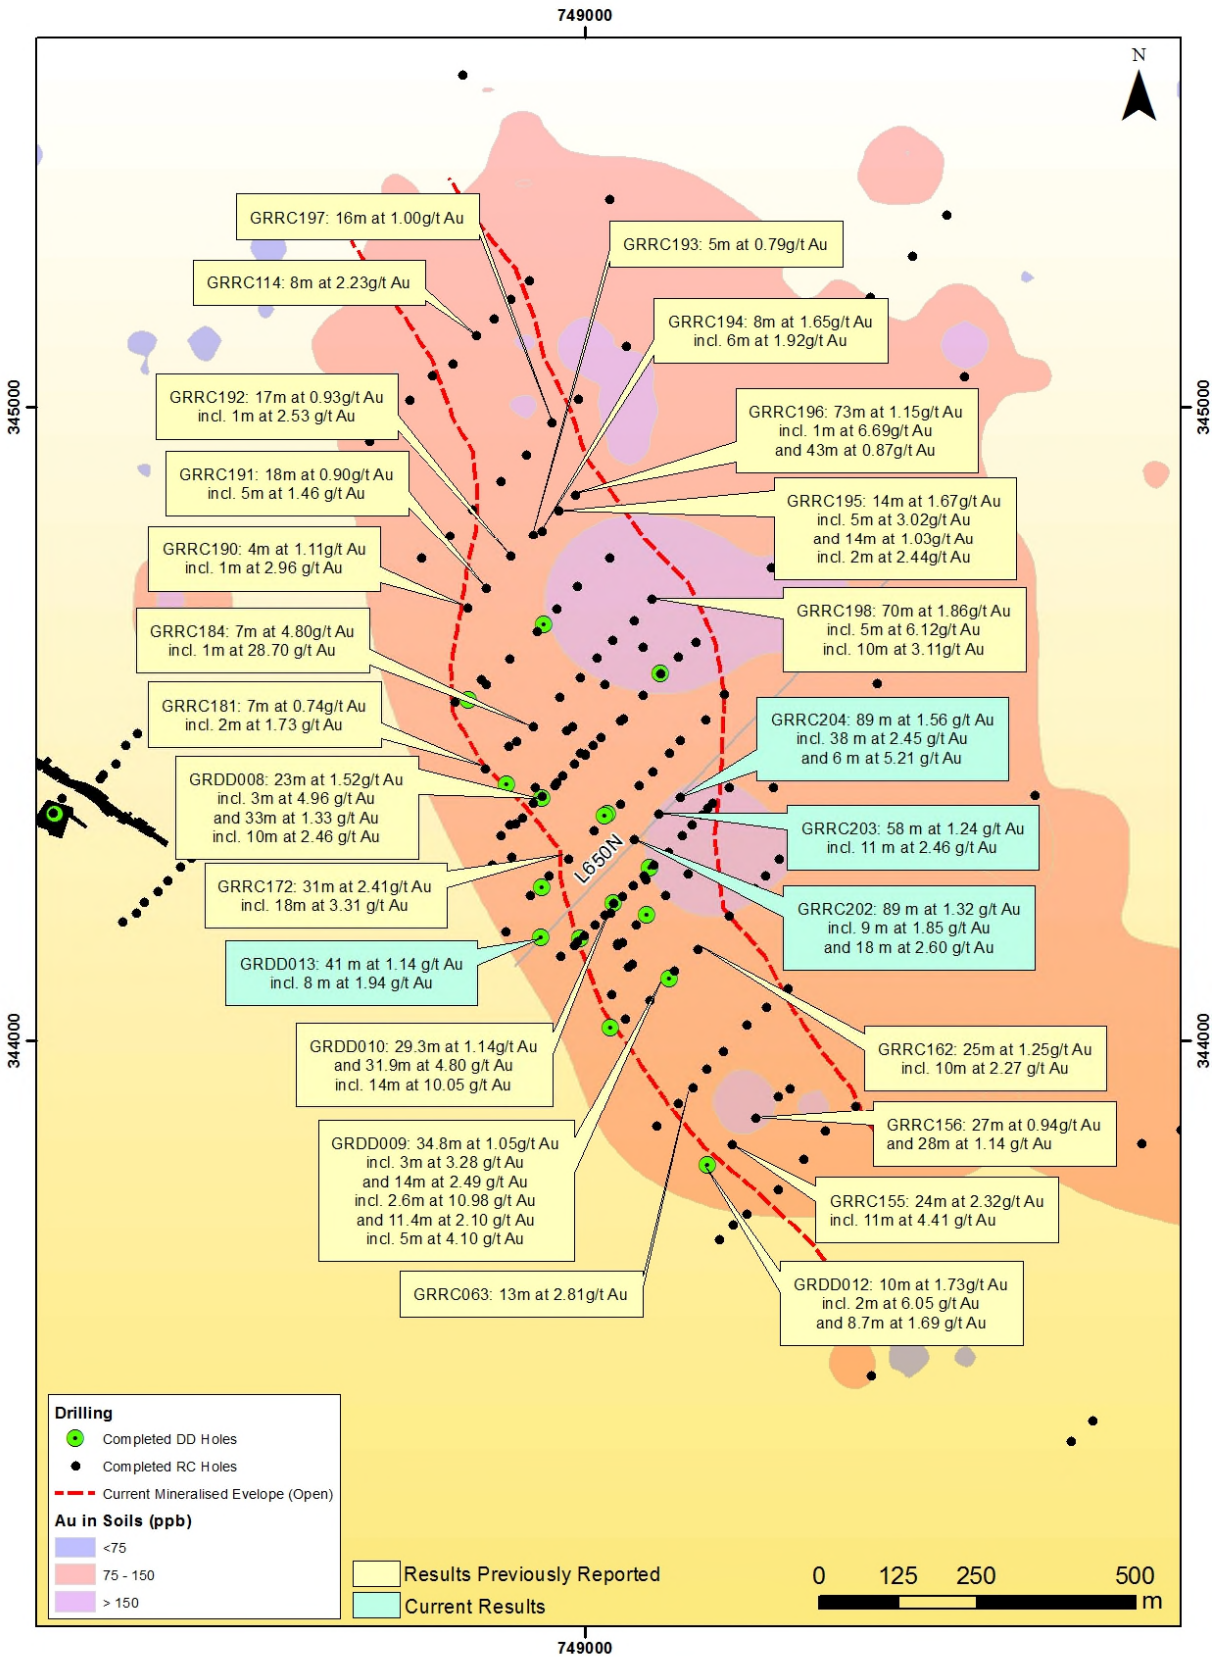 749000
N
GRRC197: 16m at 1.00g/t Au
GRRC193: 5m at 0.79g/t Au
GRRC114: 8m at 2.23g/t Au
GRRC194: 8m at 1.65g/t Au
incl. 6m at 1.92g/t Au
345000
345000
GRRC192: 17m at 0.93g/t Au
incl. 1m at 2.53 g/t Au
GRRC196: 73m at 1.15g/t Au
incl. 1m at 6.69g/t Au
and 43m at 0.87g/t Au
GRRC191: 18m at 0.90g/t Au
incl. 5m at 1.46 g/t Au
GRRC195: 14m at 1.67g/t Au
incl. 5m at 3.02g/t Au
and 14m at 1.03g/t Au
incl. 2m at 2.44g/t Au
GRRC190: 4m at 1.11g/t Au
incl. 1m at 2.96 g/t Au
GRRC198: 70m at 1.86g/t Au
incl. 5m at 6.12g/t Au
incl. 10m at 3.11g/t Au
GRRC184: 7m at 4.80g/t Au
incl. 1m at 28.70 g/t Au
GRRC181: 7m at 0.74g/t Au
incl. 2m at 1.73 g/t Au
GRRC204: 89 m at 1.56 g/t Au
incl. 38 m at 2.45 g/t Au
and 6 m at 5.21 g/t Au
GRDD008: 23m at 1.52g/t Au
incl. 3m at 4.96 g/t Au
and 33m at 1.33 g/t Au
incl. 10m at 2.46 g/t Au
GRRC203: 58 m at 1.24 g/t Au
incl. 11 m at 2.46 g/t Au
L650N
GRRC172: 31m at 2.41g/t Au
incl. 18m at 3.31 g/t Au
GRRC202: 89 m at 1.32 g/t Au
incl. 9 m at 1.85 g/t Au
and 18 m at 2.60 g/t Au
GRDD013: 41 m at 1.14 g/t Au
incl. 8 m at 1.94 g/t Au
344000
344000
GRDD010: 29.3m at 1.14g/t Au
and 31.9m at 4.80 g/t Au
incl. 14m at 10.05 g/t Au
GRRC162: 25m at 1.25g/t Au
incl. 10m at 2.27 g/t Au
GRRC156: 27m at 0.94g/t Au
and 28m at 1.14 g/t Au
GRDD009: 34.8m at 1.05g/t Au
incl. 3m at 3.28 g/t Au
and 14m at 2.49 g/t Au
incl. 2.6m at 10.98 g/t Au
and 11.4m at 2.10 g/t Au
incl. 5m at 4.10 g/t Au
GRRC155: 24m at 2.32g/t Au
incl. 11m at 4.41 g/t Au
GRRC063: 13m at 2.81g/t Au
GRDD012: 10m at 1.73g/t Au
incl. 2m at 6.05 g/t Au
and 8.7m at 1.69 g/t Au
Drilling
Completed DD Holes
Completed RC Holes
Current Mineralised Evelope (Open)
Au in Soils (ppb)
<75
75 - 150
> 150
Results Previously Reported
Current Results
0 125 250 500
m
749000